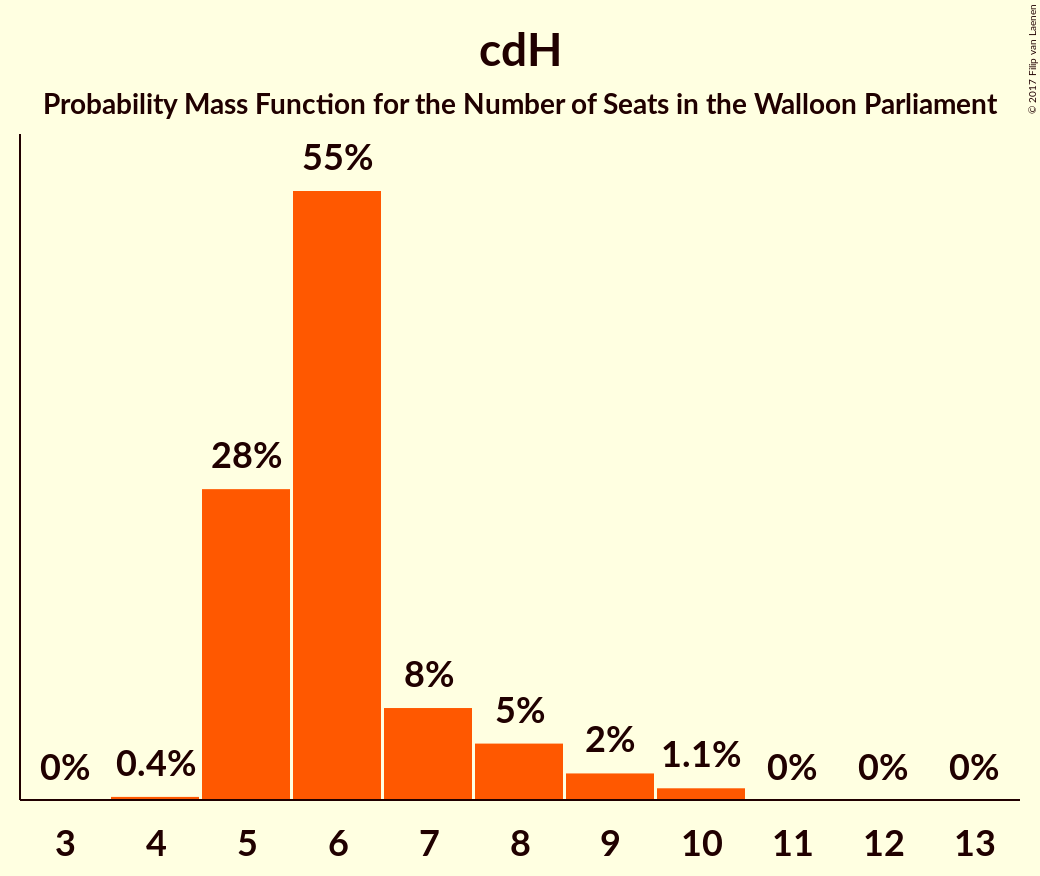 cdH
Probability Mass Function for the Number of Seats in the Walloon Parliament
© 2017 Filip van Laenen
55%
28%
8%
5%
2%
1.1%
0.4%
0%
0%
0%
0%
3 4 5 6 7 8 9 10 11 12 13